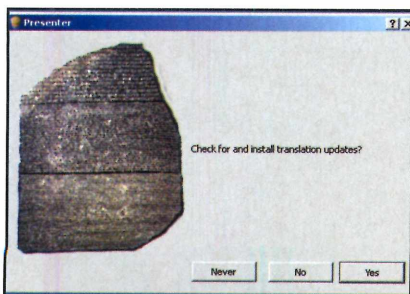 Presenter
Check for and install translation updates?
Never
No
Yes